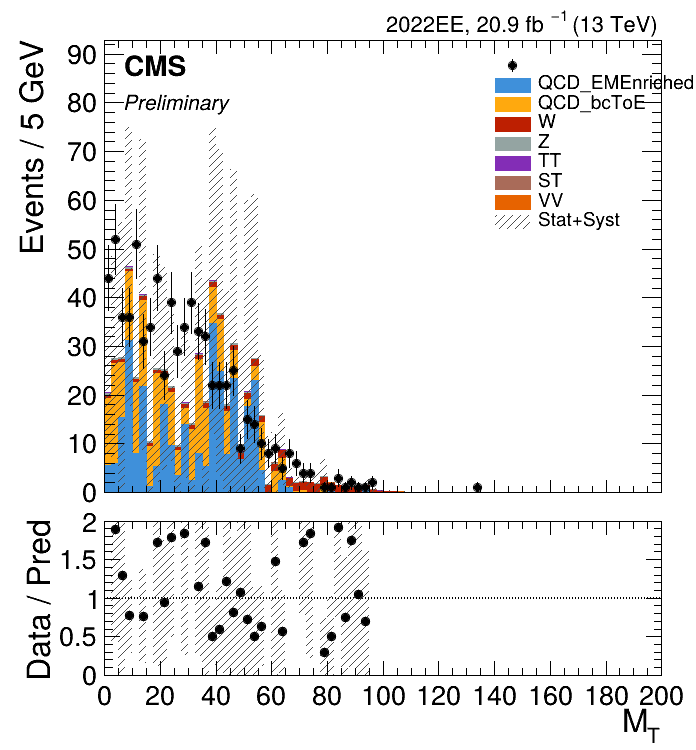 2022EE, 20.9 fb⁻¹ (13 TeV)
CMS
Preliminary
QCD_EMEnriched
QCD_bcToE
W
Z
TT
ST
VV
Stat+Syst
Events / 5 GeV
90
80
70
60
50
40
30
20
10
0
Data / Pred
2
1.5
1
0.5
0
0 20 40 60 80 100 120 140 160 180 200
M_T